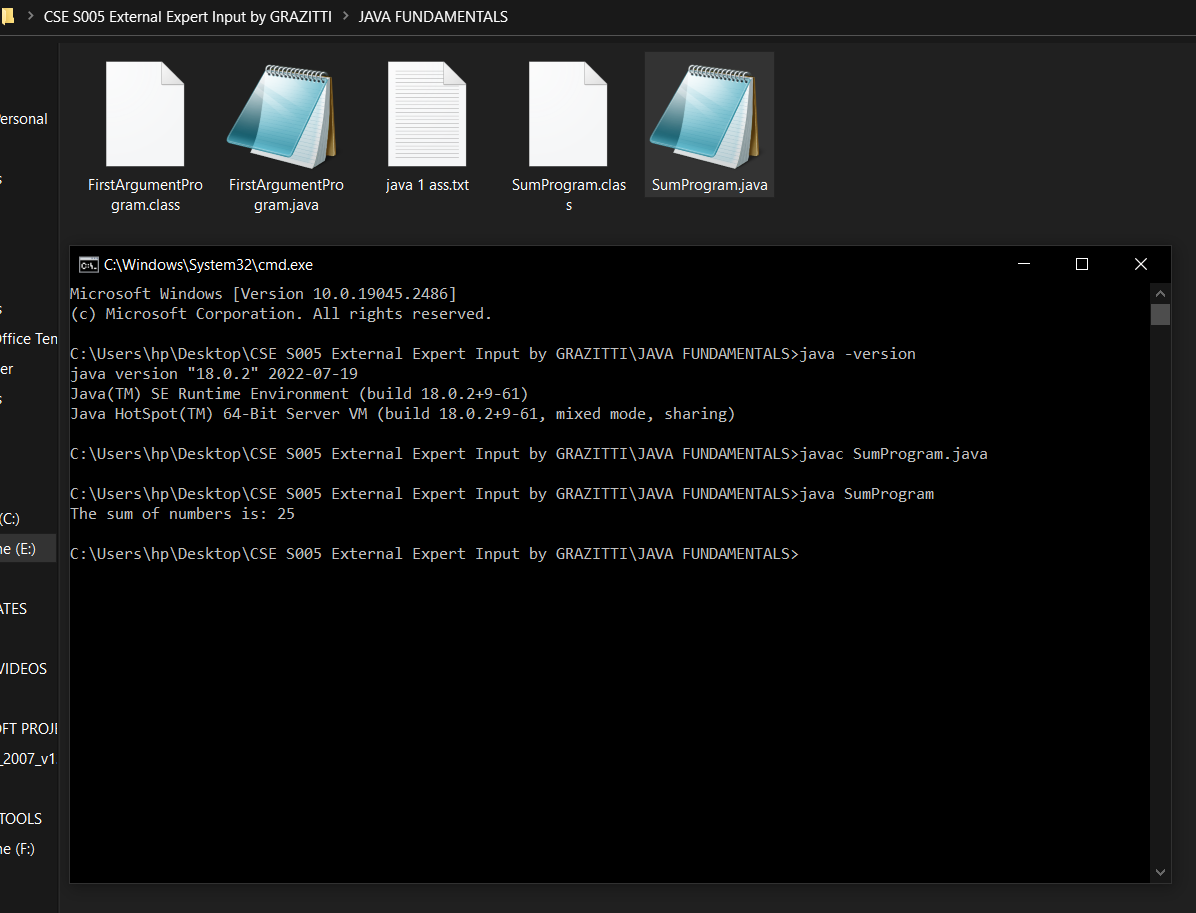 CSE S005 External Expert Input by GRAZITTI > JAVA FUNDAMENTALS
ersonal
s
FirstArgumentPro
gram.class
FirstArgumentPro
gram.java
java 1 ass.txt
SumProgram.clas
s
SumProgram.java
s
ffice Ten
er
s
(C:)
ne (E:)
ATES
VIDEOS
OFT PROJI
_2007_v1.
TOOLS
ne (F:)
C:\Windows\System32\cmd.exe
Microsoft Windows [Version 10.0.19045.2486]
(c) Microsoft Corporation. All rights reserved.
C:\Users\hp\Desktop\CSE S005 External Expert Input by GRAZITTI\JAVA FUNDAMENTALS>java -version
java version "18.0.2" 2022-07-19
Java(TM) SE Runtime Environment (build 18.0.2+9-61)
Java HotSpot(TM) 64-Bit Server VM (build 18.0.2+9-61, mixed mode, sharing)
C:\Users\hp\Desktop\CSE S005 External Expert Input by GRAZITTI\JAVA FUNDAMENTALS>javac SumProgram.java
C:\Users\hp\Desktop\CSE S005 External Expert Input by GRAZITTI\JAVA FUNDAMENTALS>java SumProgram
The sum of numbers is: 25
C:\Users\hp\Desktop\CSE S005 External Expert Input by GRAZITTI\JAVA FUNDAMENTALS>